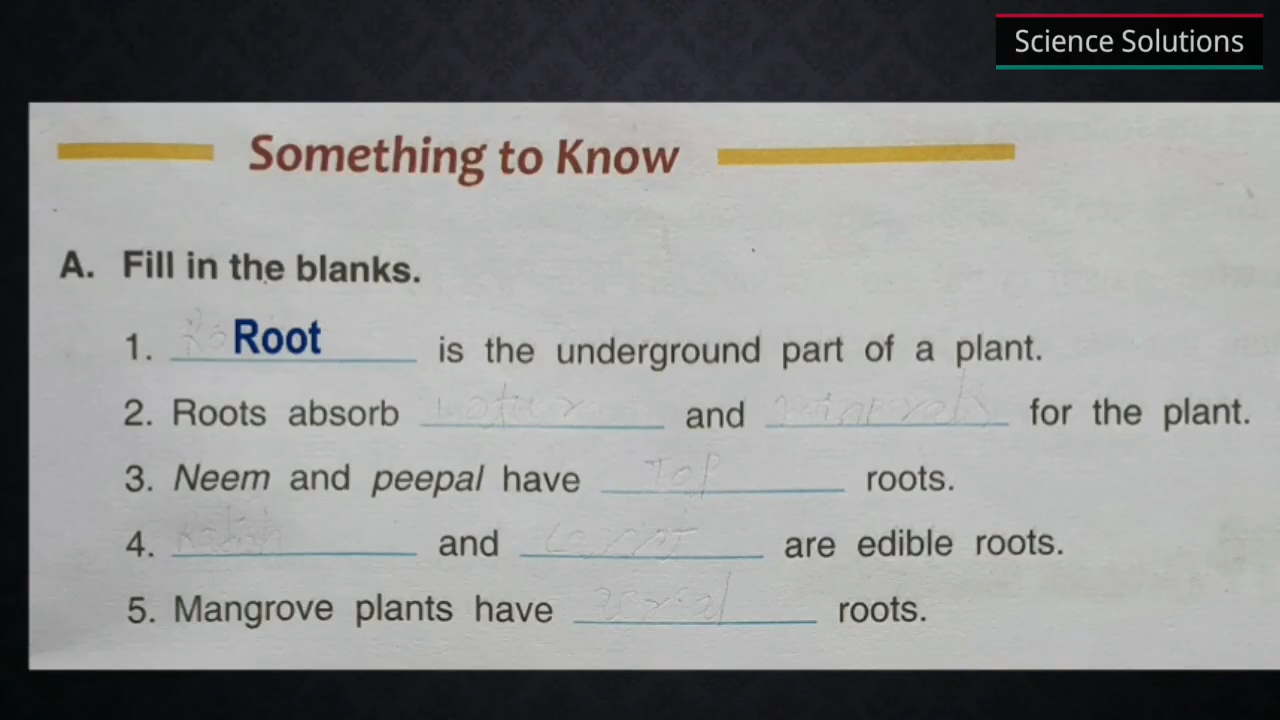 Science Solutions
Something to Know
A. Fill in the blanks.
1. Root is the underground part of a plant.
2. Roots absorb and for the plant.
3. Neem and peepal have roots.
4. and are edible roots.
5. Mangrove plants have roots.